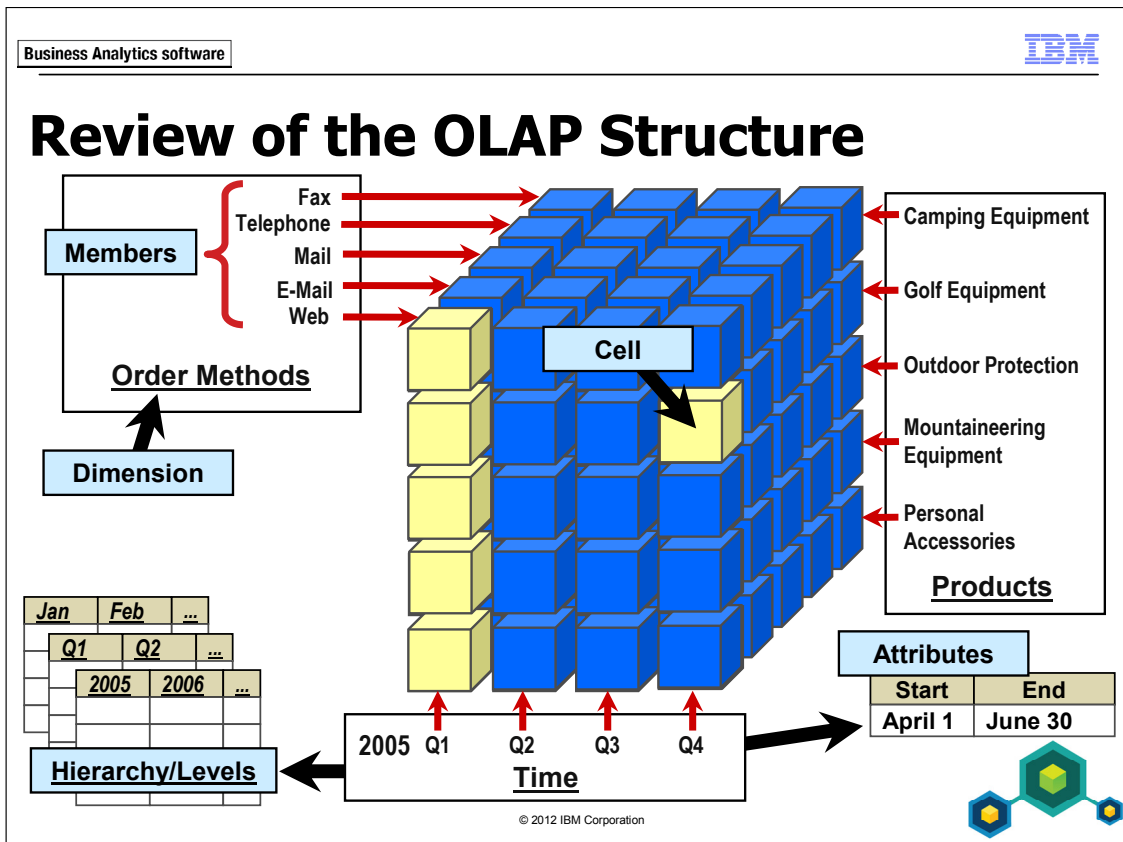 Business Analytics software
IBM
Review of the OLAP Structure
Members
Fax
Telephone
Mail
E-Mail
Web
Order Methods
Dimension
Cell
Camping Equipment
Golf Equipment
Outdoor Protection
Mountaineering
Equipment
Personal
Accessories
Products
Jan Feb ...
Q1 Q2 ...
2005 2006 ...
Hierarchy/Levels
2005 Q1 Q2 Q3 Q4
Time
Attributes
Start End
April 1 June 30
© 2012 IBM Corporation